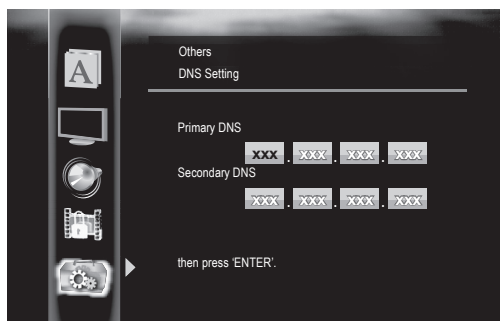 A
Others
DNS Setting
Primary DNS
xxx . xxx . xxx . xxx
Secondary DNS
xxx . xxx . xxx . xxx
then press ‘ENTER’.